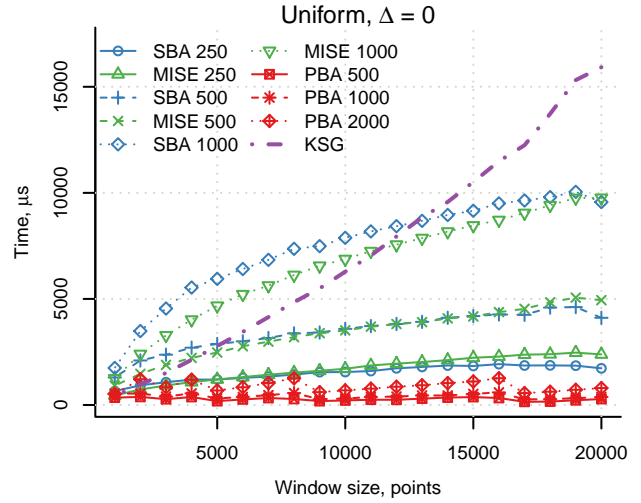 Uniform, Δ = 0
SBA 250
MISE 250
SBA 500
MISE 500
SBA 1000
MISE 1000
PBA 500
PBA 1000
PBA 2000
KSG
Time, μs
15000
10000
5000
0
5000
10000
15000
20000
Window size, points